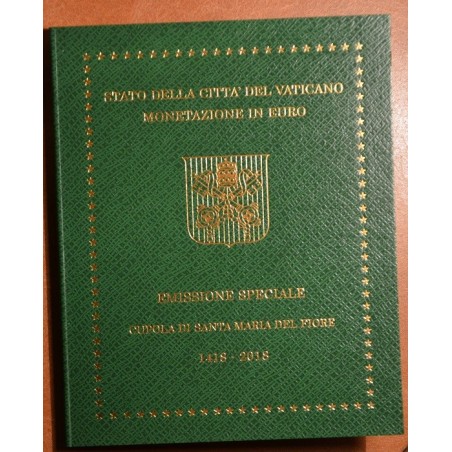 STATO DELLA CITTA' DEL VATICANO
MONETAZIONE IN EURO
EMISSIONE SPECIALE
CUPOLA DI SANTA MARIA DEL FIORE
1418 - 2018